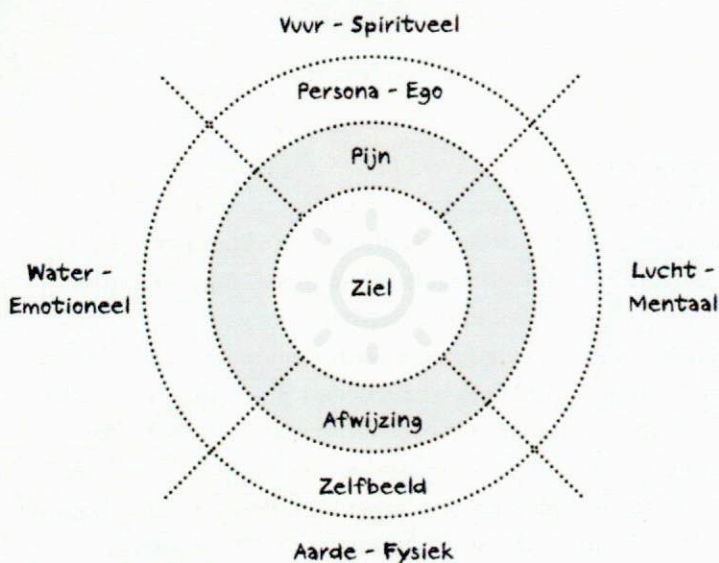 Vuur - Spiritueel
Persona - Ego
Pijn
Water -
Emotioneel
Ziel
Lucht -
Mentaal
Afwijzing
Zelfbeeld
Aarde - Fysiek